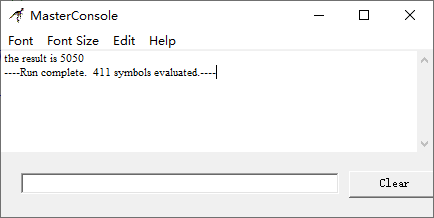 MasterConsole
Font Font Size Edit Help
the result is 5050
----Run complete.  411 symbols evaluated.----
Clear